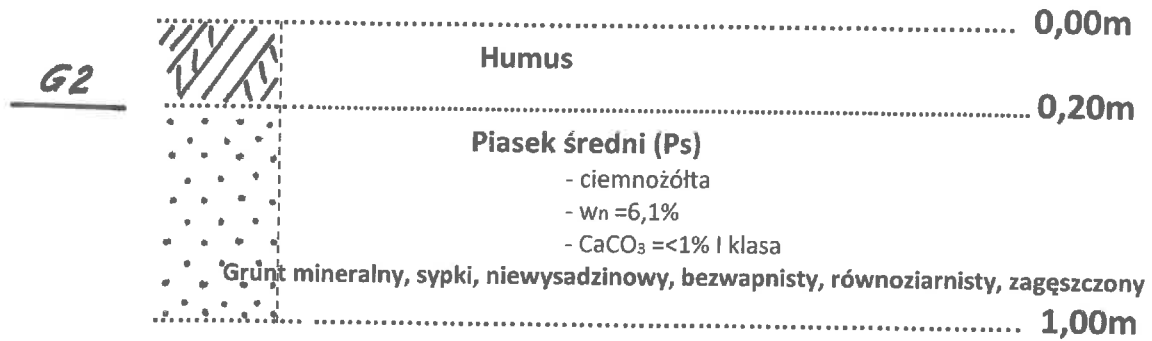 0,00m
Humus
G2
0,20m
Piasek średni (Ps)
- ciemnożółta
- wn =6,1%
- CaCO3 =<1% I klasa
Grunt mineralny, sypki, niewysadzinowy, bezwapnisty, równoziarnisty, zagęszczony
1,00m